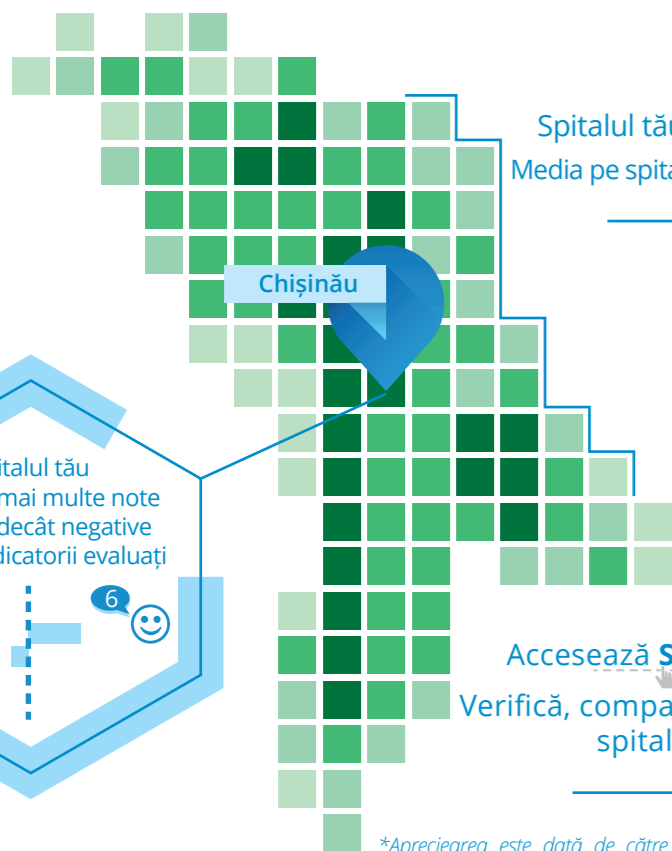 Spitalul tău
Media pe spita
Chișinău
italul tău
mai multe note
decât negative
dicatorii evaluați
6
Accesează S
Verifică, compa
spital
*Aprecierea este dată de către